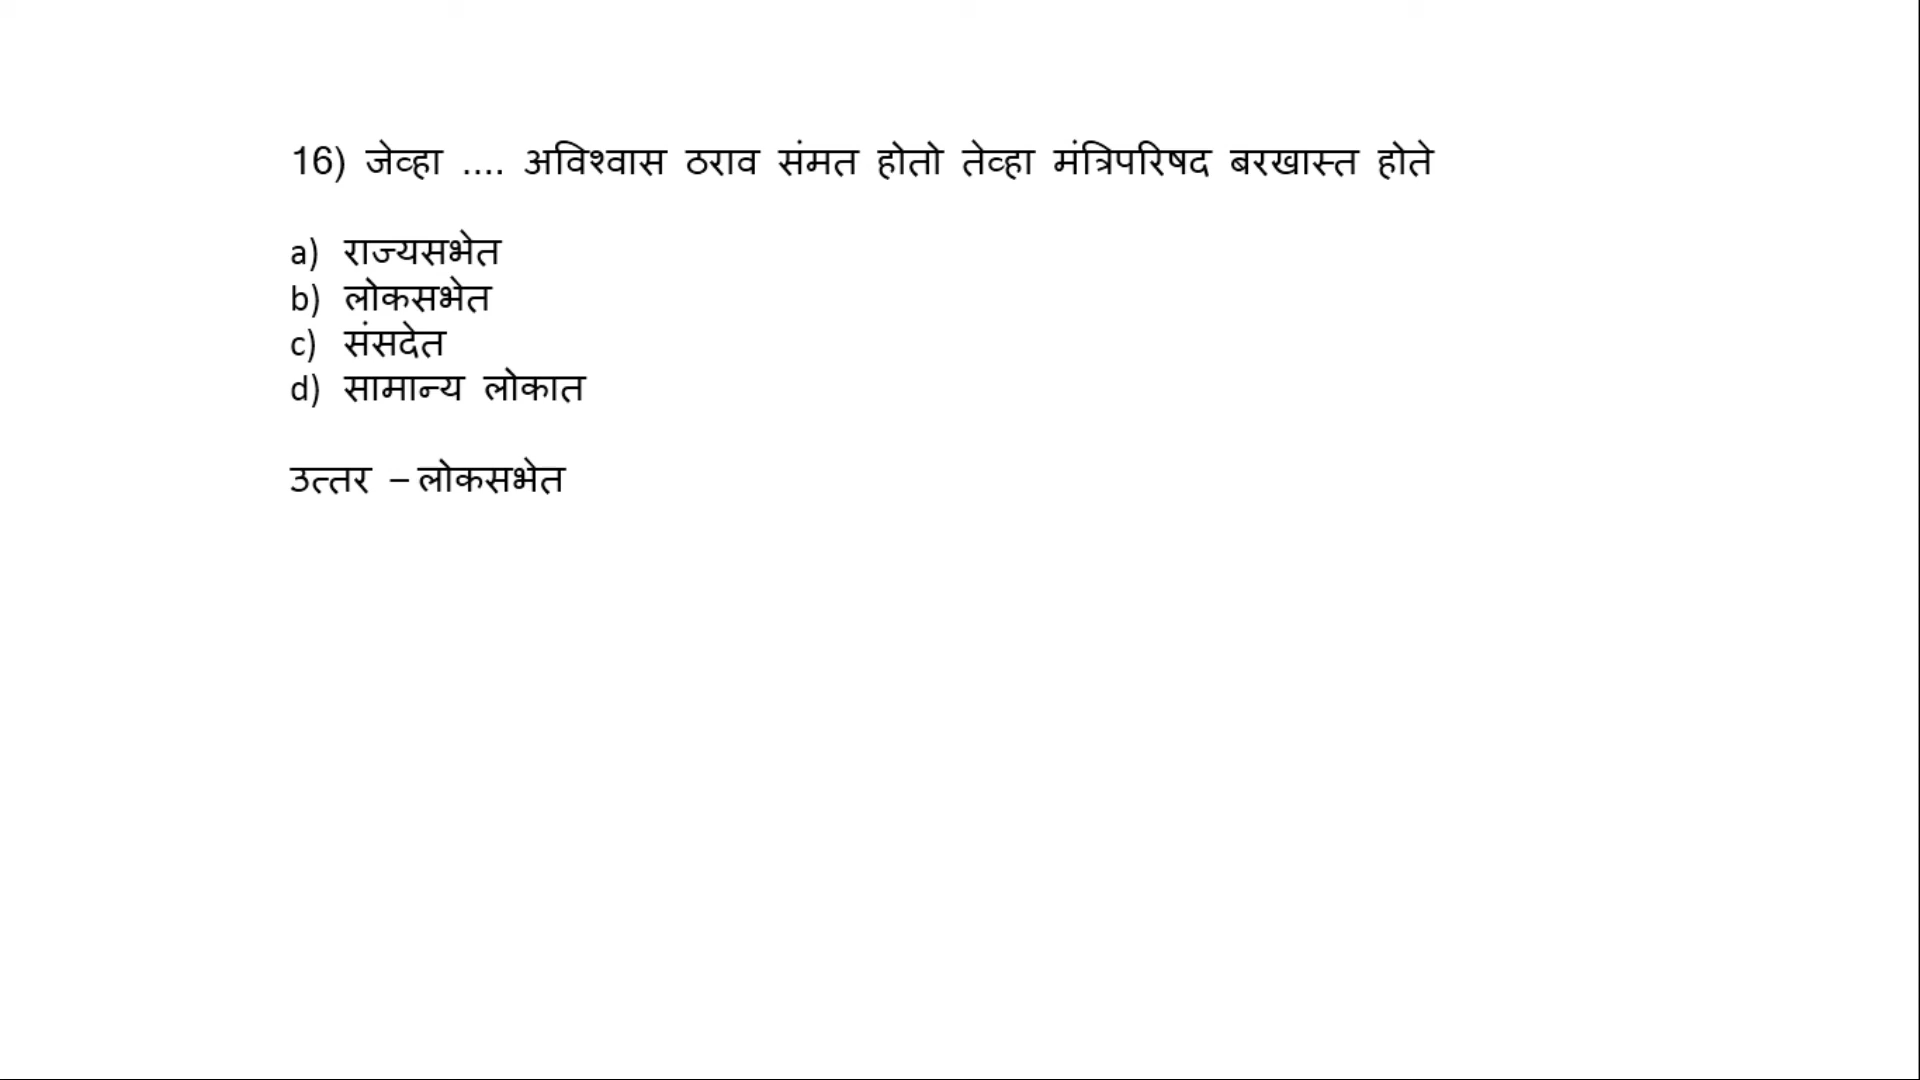 16) जेव्हा .... अविश्वास ठराव संमत होतो तेव्हा मंत्रिपरिषद बरखास्त होते
a) राज्यसभेत
b) लोकसभेत
c) संसदेत
d) सामान्य लोकात
उत्तर – लोकसभेत